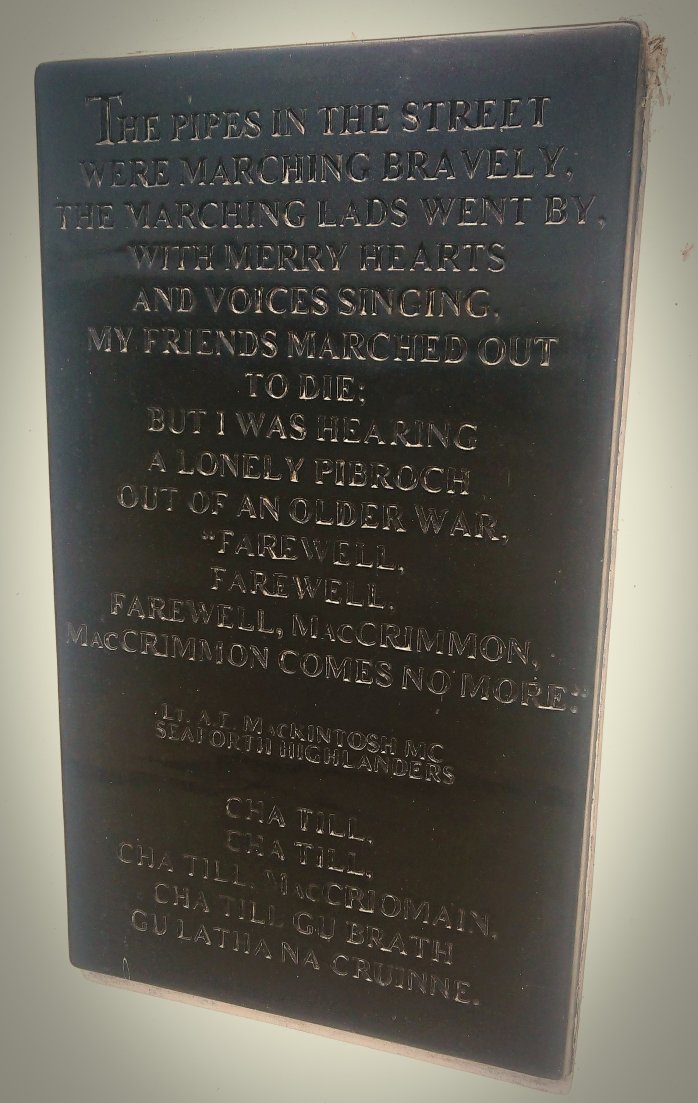 THE PIPES IN THE STREET
WERE MARCHING BRAVELY,
THE MARCHING LADS WENT BY,
WITH MERRY HEARTS
AND VOICES SINGING,
MY FRIENDS MARCHED OUT
TO DIE;
BUT I WAS HEARING
A LONELY PIBROCH
OUT OF AN OLDER WAR,
"FAREWELL,
FAREWELL,
FAREWELL, MACCRIMMON,
MACCRIMMON COMES NO MORE."
LT. A.E. MACKINTOSH MC
SEAFORTH HIGHLANDERS
CHA TILL,
CHA TILL,
CHA TILL, MACCRIOMAIN,
CHA TILL GU BRATH
GU LATHA NA CRUINNE.